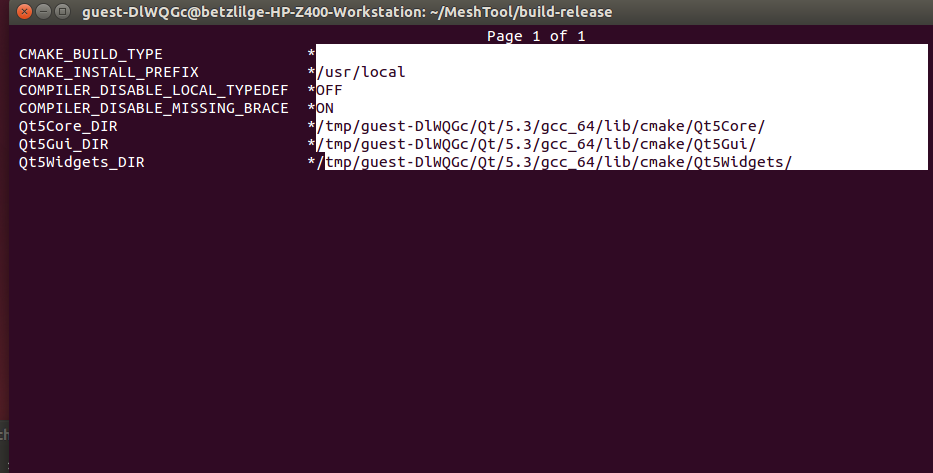 guest-DlWQGc@betzlilge-HP-Z400-Workstation: ~/MeshTool/build-release
Page 1 of 1
CMAKE_BUILD_TYPE *
CMAKE_INSTALL_PREFIX */usr/local
COMPILER_DISABLE_LOCAL_TYPEDEF *OFF
COMPILER_DISABLE_MISSING_BRACE *ON
Qt5Core_DIR */tmp/guest-DlWQGc/Qt/5.3/gcc_64/lib/cmake/Qt5Core/
Qt5Gui_DIR */tmp/guest-DlWQGc/Qt/5.3/gcc_64/lib/cmake/Qt5Gui/
Qt5Widgets_DIR */tmp/guest-DlWQGc/Qt/5.3/gcc_64/lib/cmake/Qt5Widgets/